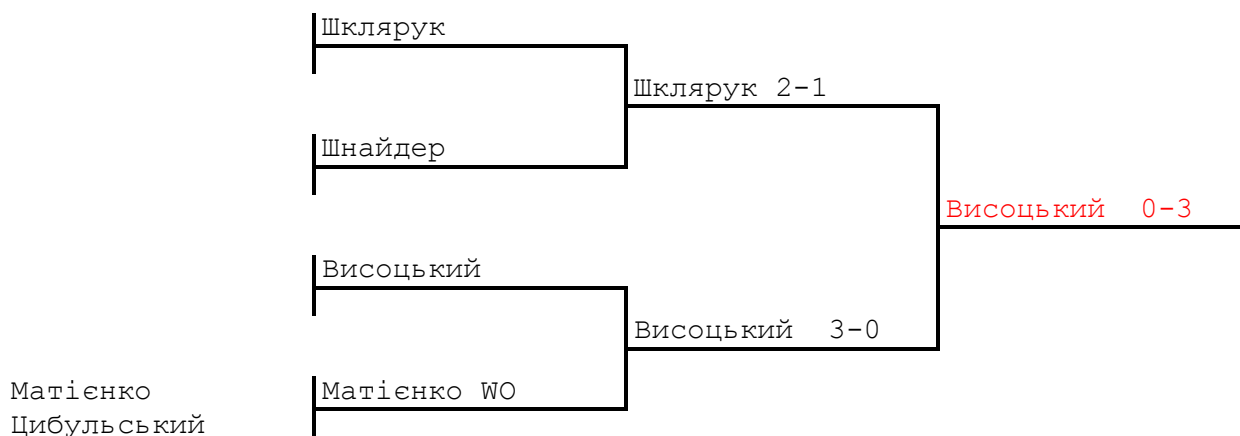 Шклярук
Шклярук 2-1
Шнайдер
Висоцький 0-3
Висоцький
Висоцький 3-0
Матієнко
Матієнко WO
Цибульський